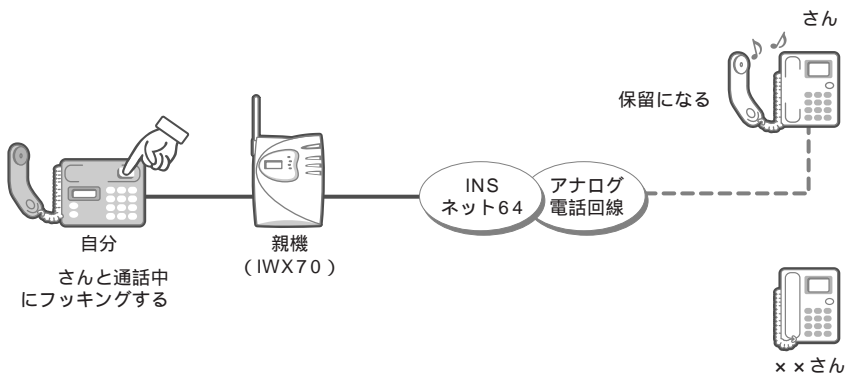 さん
保留になる
INS
ネット64
アナログ
電話回線
自分
さんと通話中
にフッキングする
親機
(IWX70)
××さん